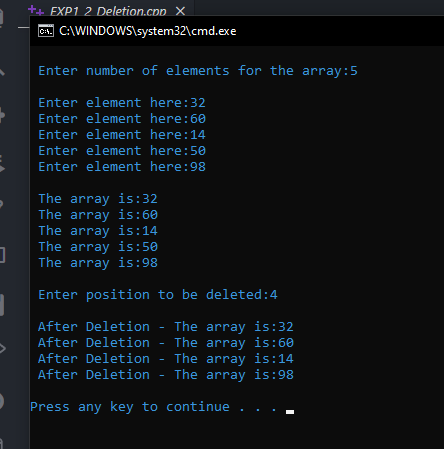 EXP1_2_Deletion.cpp
C:\WINDOWS\system32\cmd.exe
Enter number of elements for the array:5
Enter element here:32
Enter element here:60
Enter element here:14
Enter element here:50
Enter element here:98
The array is:32
The array is:60
The array is:14
The array is:50
The array is:98
Enter position to be deleted:4
After Deletion - The array is:32
After Deletion - The array is:60
After Deletion - The array is:14
After Deletion - The array is:98
Press any key to continue . . .